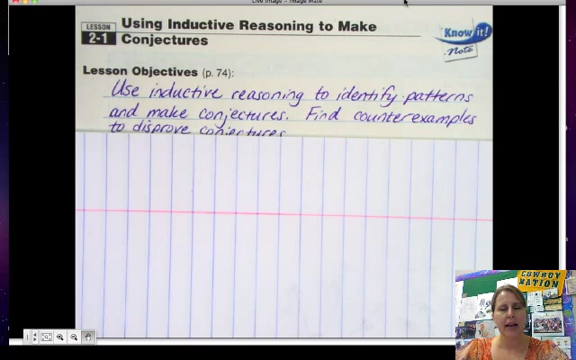 Live Image - Image Mate
LESSON
2-1
Using Inductive Reasoning to Make
Conjectures
Know it!
Note
Lesson Objectives (p. 74):
Use inductive reasoning to identify patterns
and make conjectures. Find counterexamples
to disprove conjectures
COWBOY
NATION